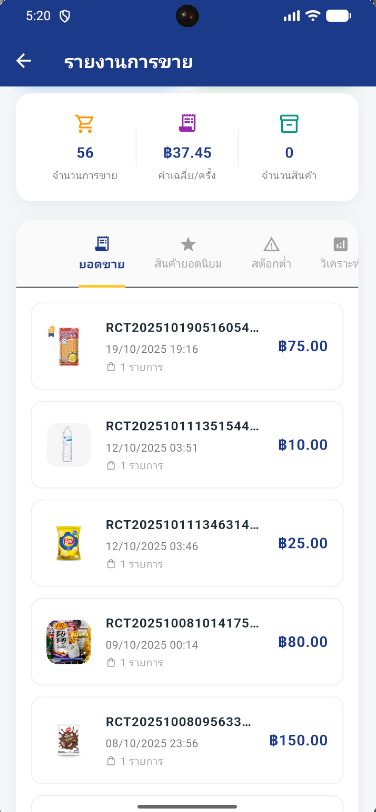 5:20
รายงานการขาย
56
฿37.45
0
จำนวนการขาย
ค่าเฉลี่ย/ครั้ง
จำนวนสินค้า
ยอดขาย
สินค้ายอดนิยม
สต๊อกต่ำ
วิเคราะห
RCT202510190516054...
19/10/2025 19:16
1 รายการ
฿75.00
RCT202510111351544...
12/10/2025 03:51
1 รายการ
฿10.00
RCT202510111346314...
12/10/2025 03:46
1 รายการ
฿25.00
RCT202510081014175...
09/10/2025 00:14
1 รายการ
฿80.00
RCT20251008095633...
08/10/2025 23:56
1 รายการ
฿150.00